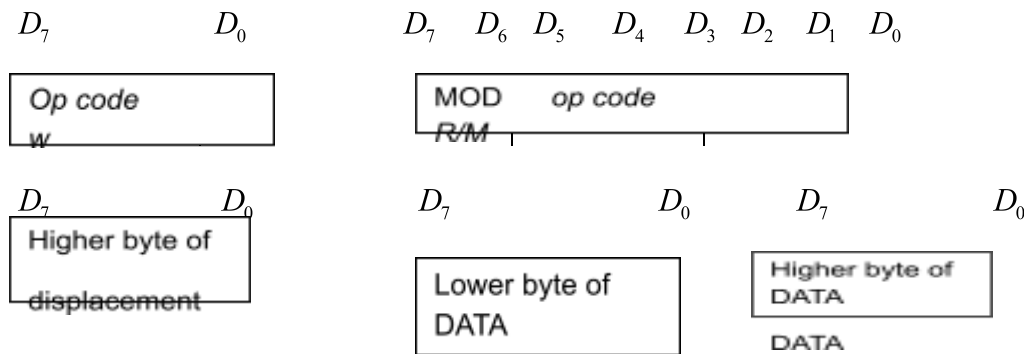 D₇ D₀ D₇ D₆ D₅ D₄ D₃ D₂ D₁ D₀
Op code
w
MOD op code
R/M
D₇ D₀ D₇ D₀ D₇ D₀
Higher byte of
displacement
Lower byte of
DATA
Higher byte of
DATA
DATA